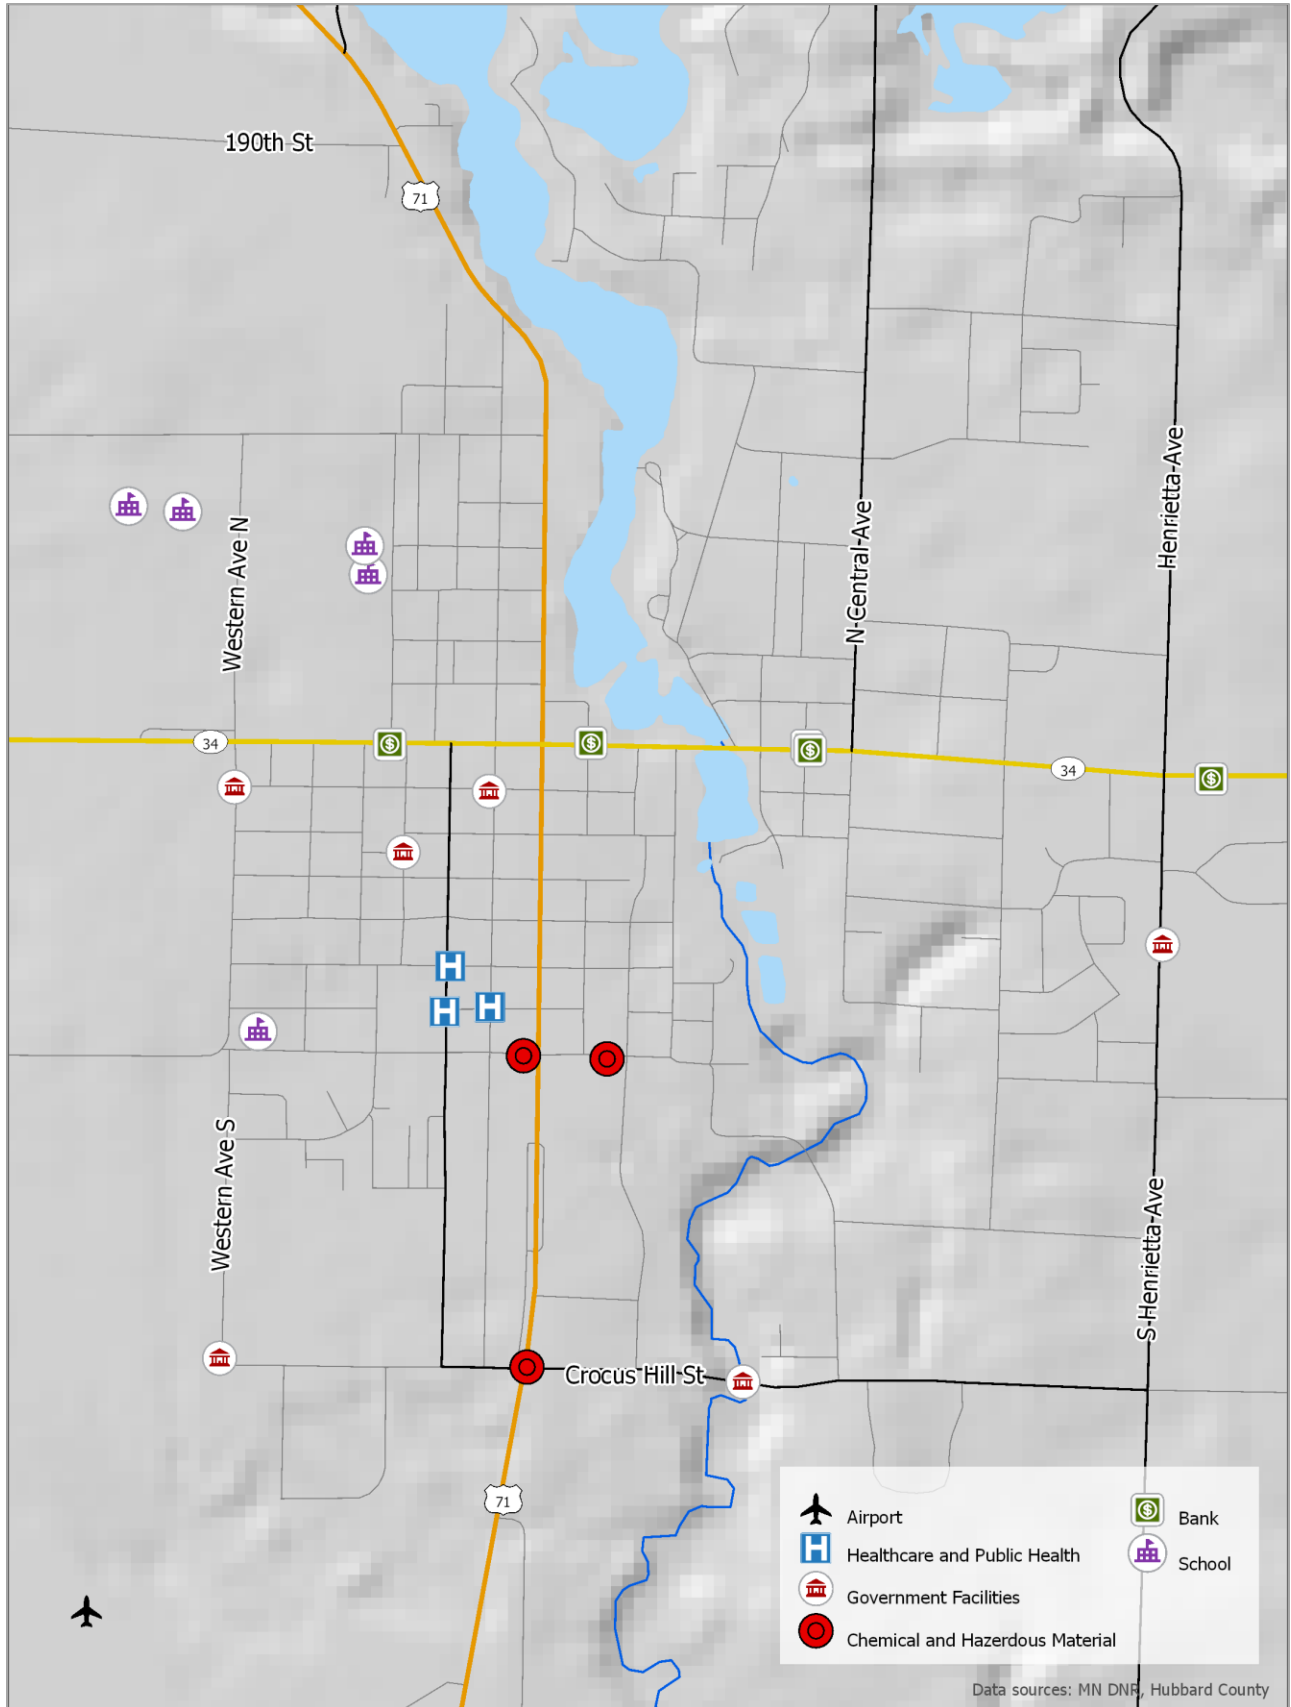 190th St
71
Western Ave N
N Central Ave
Henrietta Ave
34
34
Western Ave S
S Henrietta Ave
Crocus Hill St
71
Airport
Healthcare and Public Health
Government Facilities
Chemical and Hazerdous Material
Bank
School
Data sources: MN DNR, Hubbard County